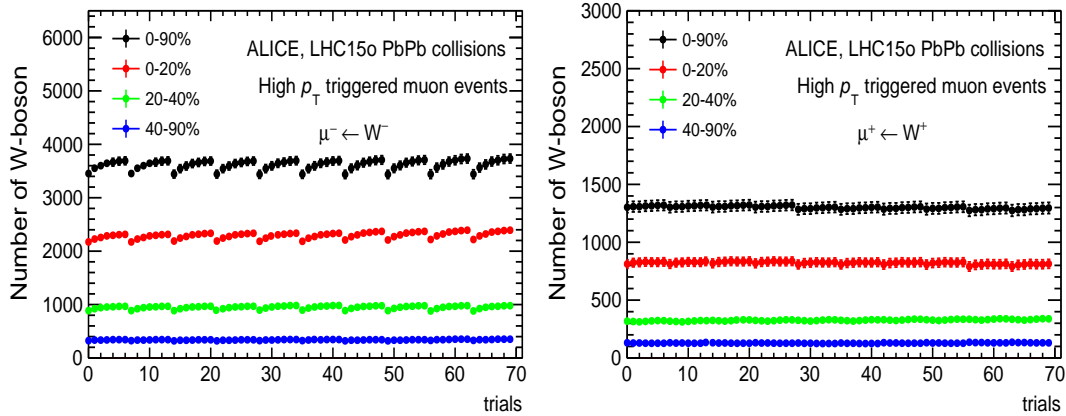 Number of W-boson
6000
5000
4000
3000
2000
1000
0
0-90%
0-20%
20-40%
40-90%
ALICE, LHC15o PbPb collisions
High pT triggered muon events
μ− ← W−
0 10 20 30 40 50 60 70
trials
Number of W-boson
3000
2500
2000
1500
1000
500
0
0-90%
0-20%
20-40%
40-90%
ALICE, LHC15o PbPb collisions
High pT triggered muon events
μ+ ← W+
0 10 20 30 40 50 60 70
trials